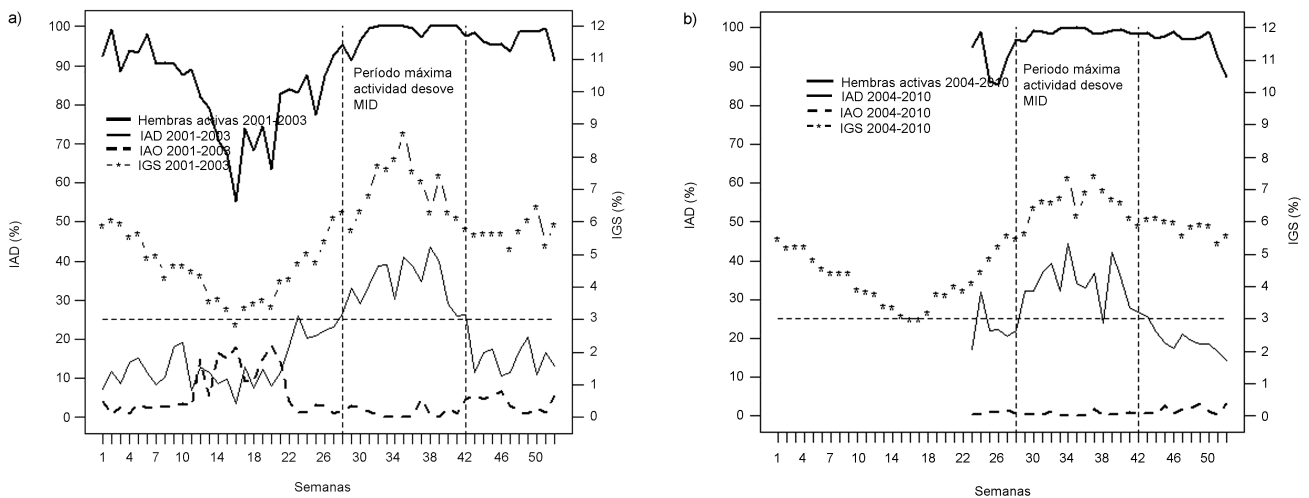 a)
100
90
80
70
60
50
40
30
20
10
0
IAD (%)
12
11
10
9
8
7
6
5
4
3
2
1
0
IGS (%)
Período máxima
actividad desove
MID
Hembras activas 2001-2003
IAD 2001-2003
IAO 2001-2003
IGS 2001-2003
1 4 7 10 14 18 22 26 30 34 38 42 46 50
Semanas
b)
100
90
80
70
60
50
40
30
20
10
0
IAD (%)
12
11
10
9
8
7
6
5
4
3
2
1
0
IGS (%)
Periodo máxima
actividad desove
MID
Hembras activas 2004-2010
IAD 2004-2010
IAO 2004-2010
IGS 2004-2010
1 4 7 10 14 18 22 26 30 34 38 42 46 50
Semanas